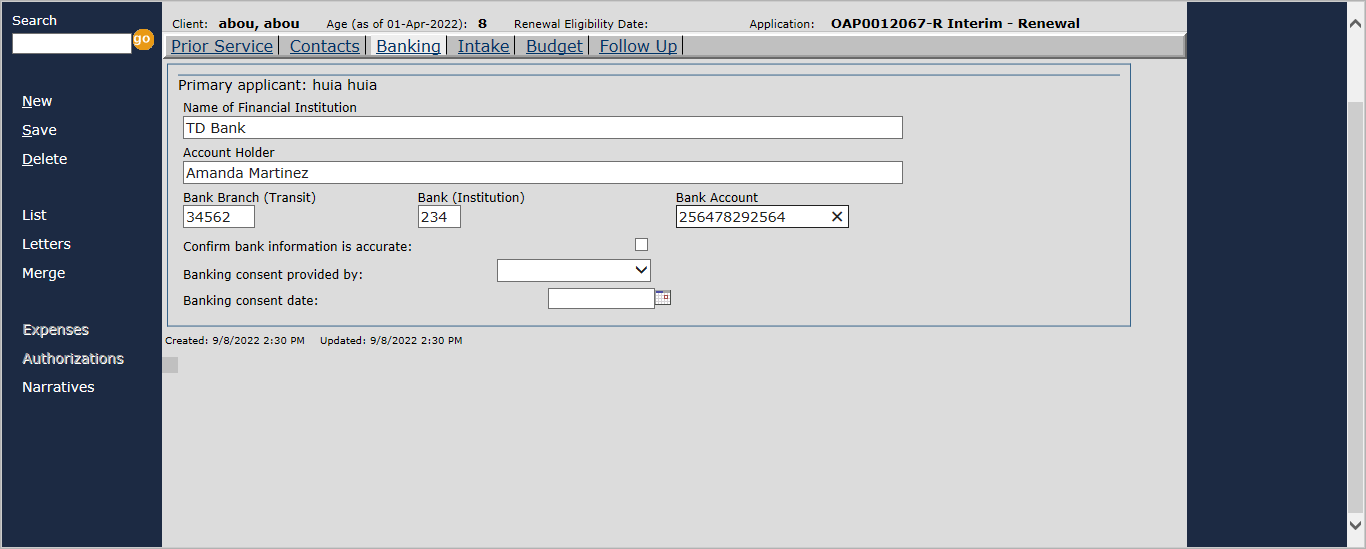 Search
go
New
Save
Delete
List
Letters
Merge
Expenses
Authorizations
Narratives
Client: abou, abou Age (as of 01-Apr-2022): 8 Renewal Eligibility Date: Application: OAP0012067-R Interim - Renewal
Prior Service Contacts Banking Intake Budget Follow Up
Primary applicant: huia huia
Name of Financial Institution
TD Bank
Account Holder
Amanda Martinez
Bank Branch (Transit) Bank (Institution) Bank Account
34562 234 256478292564
Confirm bank information is accurate:
Banking consent provided by:
Banking consent date:
Created: 9/8/2022 2:30 PM Updated: 9/8/2022 2:30 PM